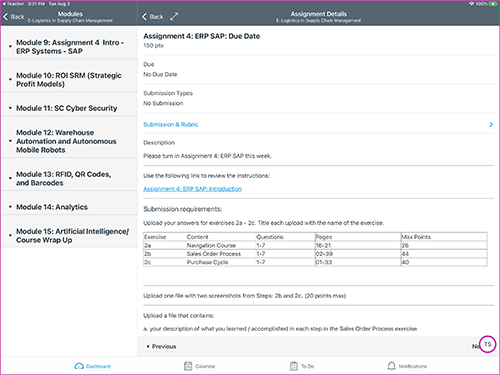 Teacher 3:31 PM Tue Aug 3
100%
Back
Modules
E-Logistics in Supply Chain Management
Module 9: Assignment 4 Intro -
ERP Systems - SAP
Module 10: ROI SRM (Strategic
Profit Models)
Module 11: SC Cyber Security
Module 12: Warehouse
Automation and Autonomous
Mobile Robots
Module 13: RFID, QR Codes,
and Barcodes
Module 14: Analytics
Module 15: Artificial Intelligence/
Course Wrap Up
Back
Assignment Details
E-Logistics in Supply Chain Management
Assignment 4: ERP SAP: Due Date
150 pts
Due
No Due Date
Submission Types
No Submission
Submission & Rubric
Description
Please turn in Assignment 4: ERP SAP this week.
Use the following link to review the instructions:
Assignment 4: ERP SAP: Introduction
Submission requirements:
Upload your answers for exercises 2a - 2c. Title each upload with the name of the exercise.
Exercise Content Questions Pages Max Points
2a Navigation Course 1-7 16-21 26
2b Sales Order Process 1-7 02-39 44
2c Purchase Cycle 1-7 01-33 40
Upload one file with two screenshots from Steps: 2b and 2c. (20 points max)
Upload a file that contains:
a. your description of what you learned / accomplished in each step in the Sales Order Process exercise
Previous
TS
Dashboard
Calendar
To Do
Notifications